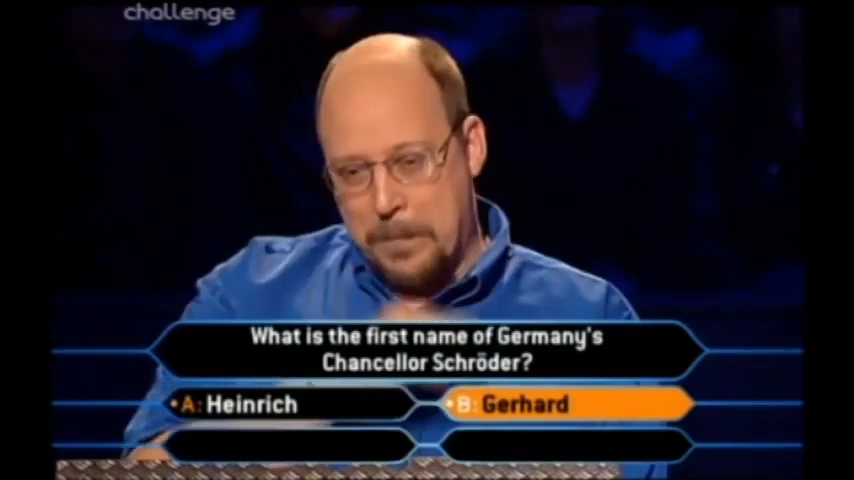 challenge
What is the first name of Germany's
Chancellor Schröder?
A: Heinrich
B: Gerhard